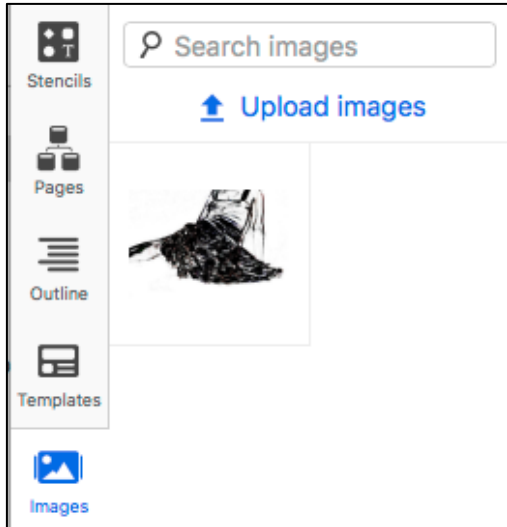 Stencils
Pages
Outline
Templates
Images
Search images
Upload images